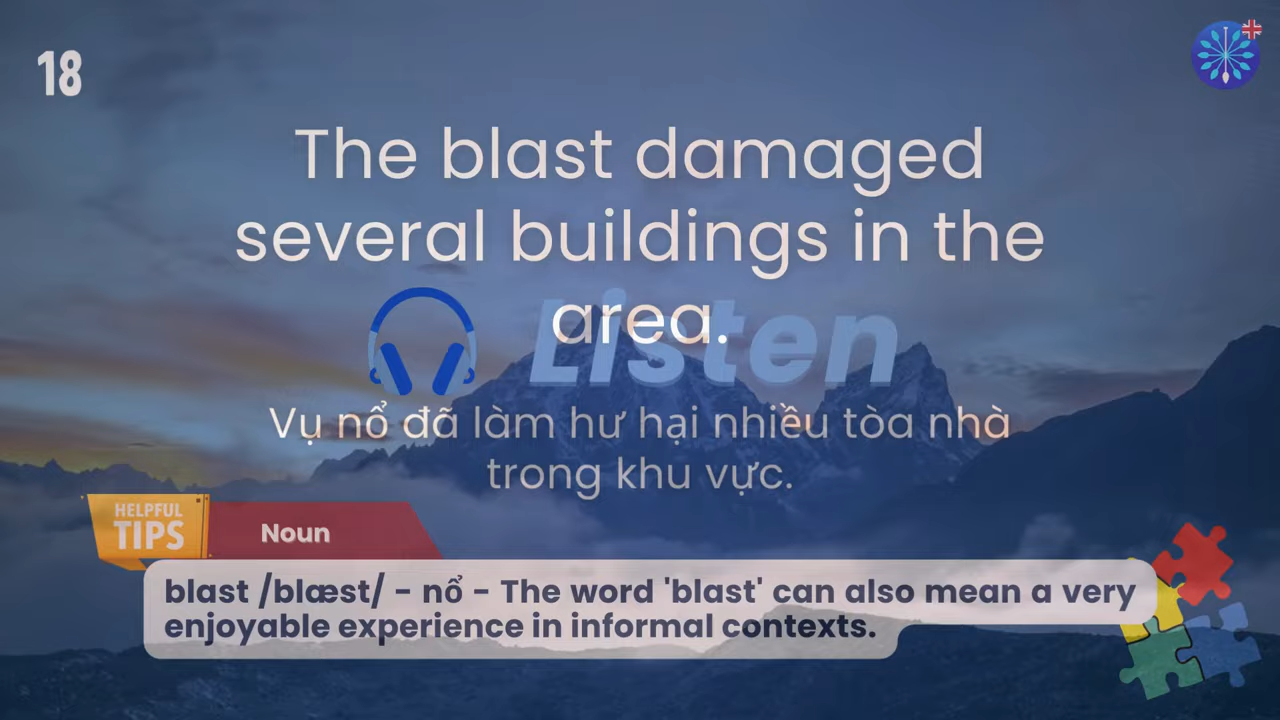 18
The blast damaged
several buildings in the
area.
Listen
Vụ nổ đã làm hư hại nhiều tòa nhà
trong khu vực.
HELPFUL
TIPS
Noun
blast /blæst/ - nổ - The word 'blast' can also mean a very
enjoyable experience in informal contexts.